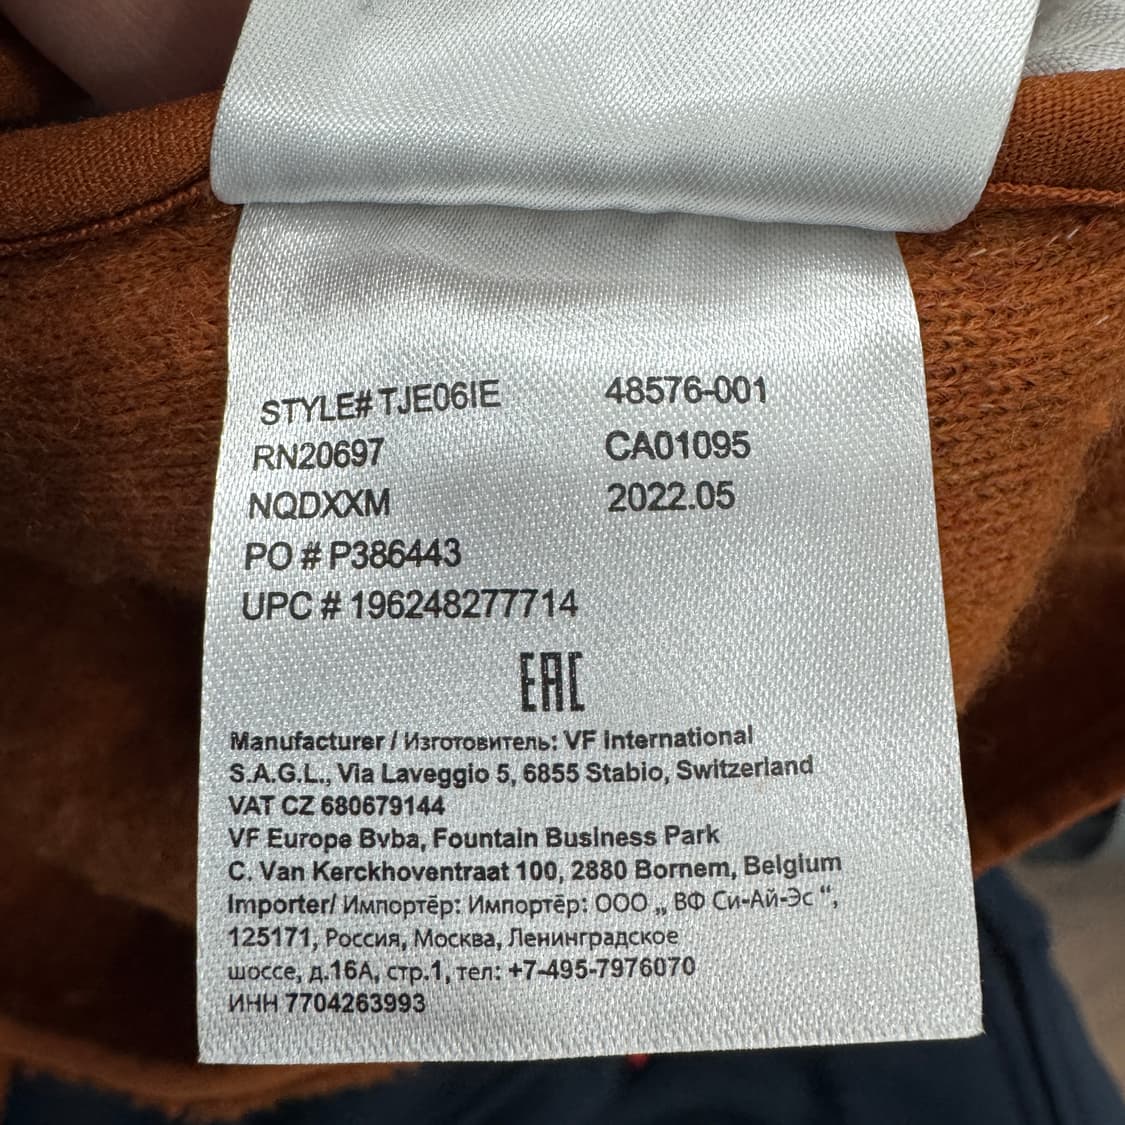 STYLE# TJE06IE 48576-001
RN20697 CA01095
NQDXXM 2022.05
PO # P386443
UPC # 196248277714
EAC
Manufacturer / Изготовитель: VF International
S.A.G.L., Via Laveggio 5, 6855 Stabio, Switzerland
VAT CZ 680679144
VF Europe Bvba, Fountain Business Park
C. Van Kerckhoventraat 100, 2880 Bornem, Belgium
Importer/ Импортёр: Импортёр: ООО „ ВФ Си-Ай-Эс “,
125171, Россия, Москва, Ленинградское
шоссе, д.16А, стр.1, тел: +7-495-7976070
ИНН 7704263993